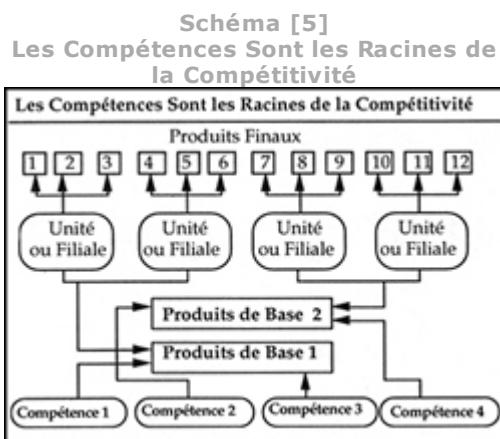 Schéma [5]
Les Compétences Sont les Racines de
la Compétitivité
Les Compétences Sont les Racines de la Compétitivité
Produits Finaux
1 2 3 4 5 6 7 8 9 10 11 12
Unité Unité Unité Unité
ou Filiale ou Filiale ou Filiale ou Filiale
Produits de Base 2
Produits de Base 1
Compétence 1 Compétence 2 Compétence 3 Compétence 4